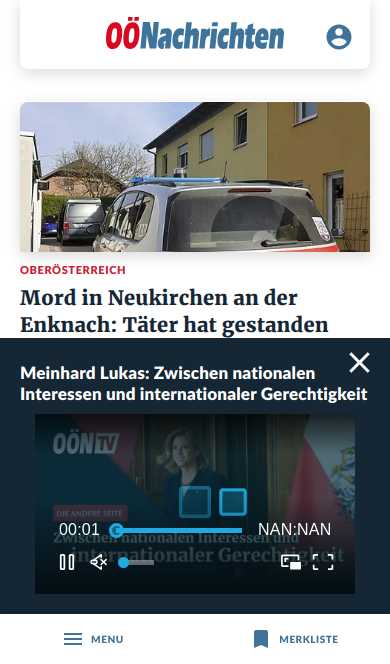 OÖNachrichten
OBERÖSTERREICH
Mord in Neukirchen an der
Enknach: Täter hat gestanden
Meinhard Lukas: Zwischen nationalen
Interessen und internationaler Gerechtigkeit
OÖN TV
DIE ANDERE SEITE
00:01
NAN:NAN
Zwischen nationalen Interessen und
internationaler Gerechtigkeit
MENU
MERKLISTE